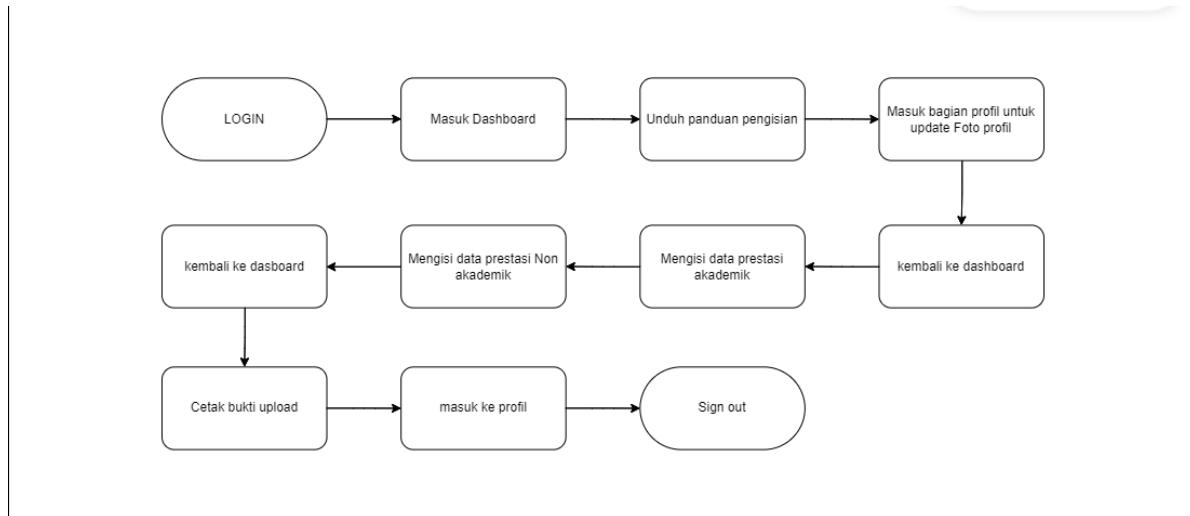 LOGIN
Masuk Dashboard
Unduh panduan pengisian
Masuk bagian profil untuk
update Foto profil
kembali ke dashboard
Mengisi data prestasi
akademik
Mengisi data prestasi Non
akademik
kembali ke dasboard
Cetak bukti upload
masuk ke profil
Sign out